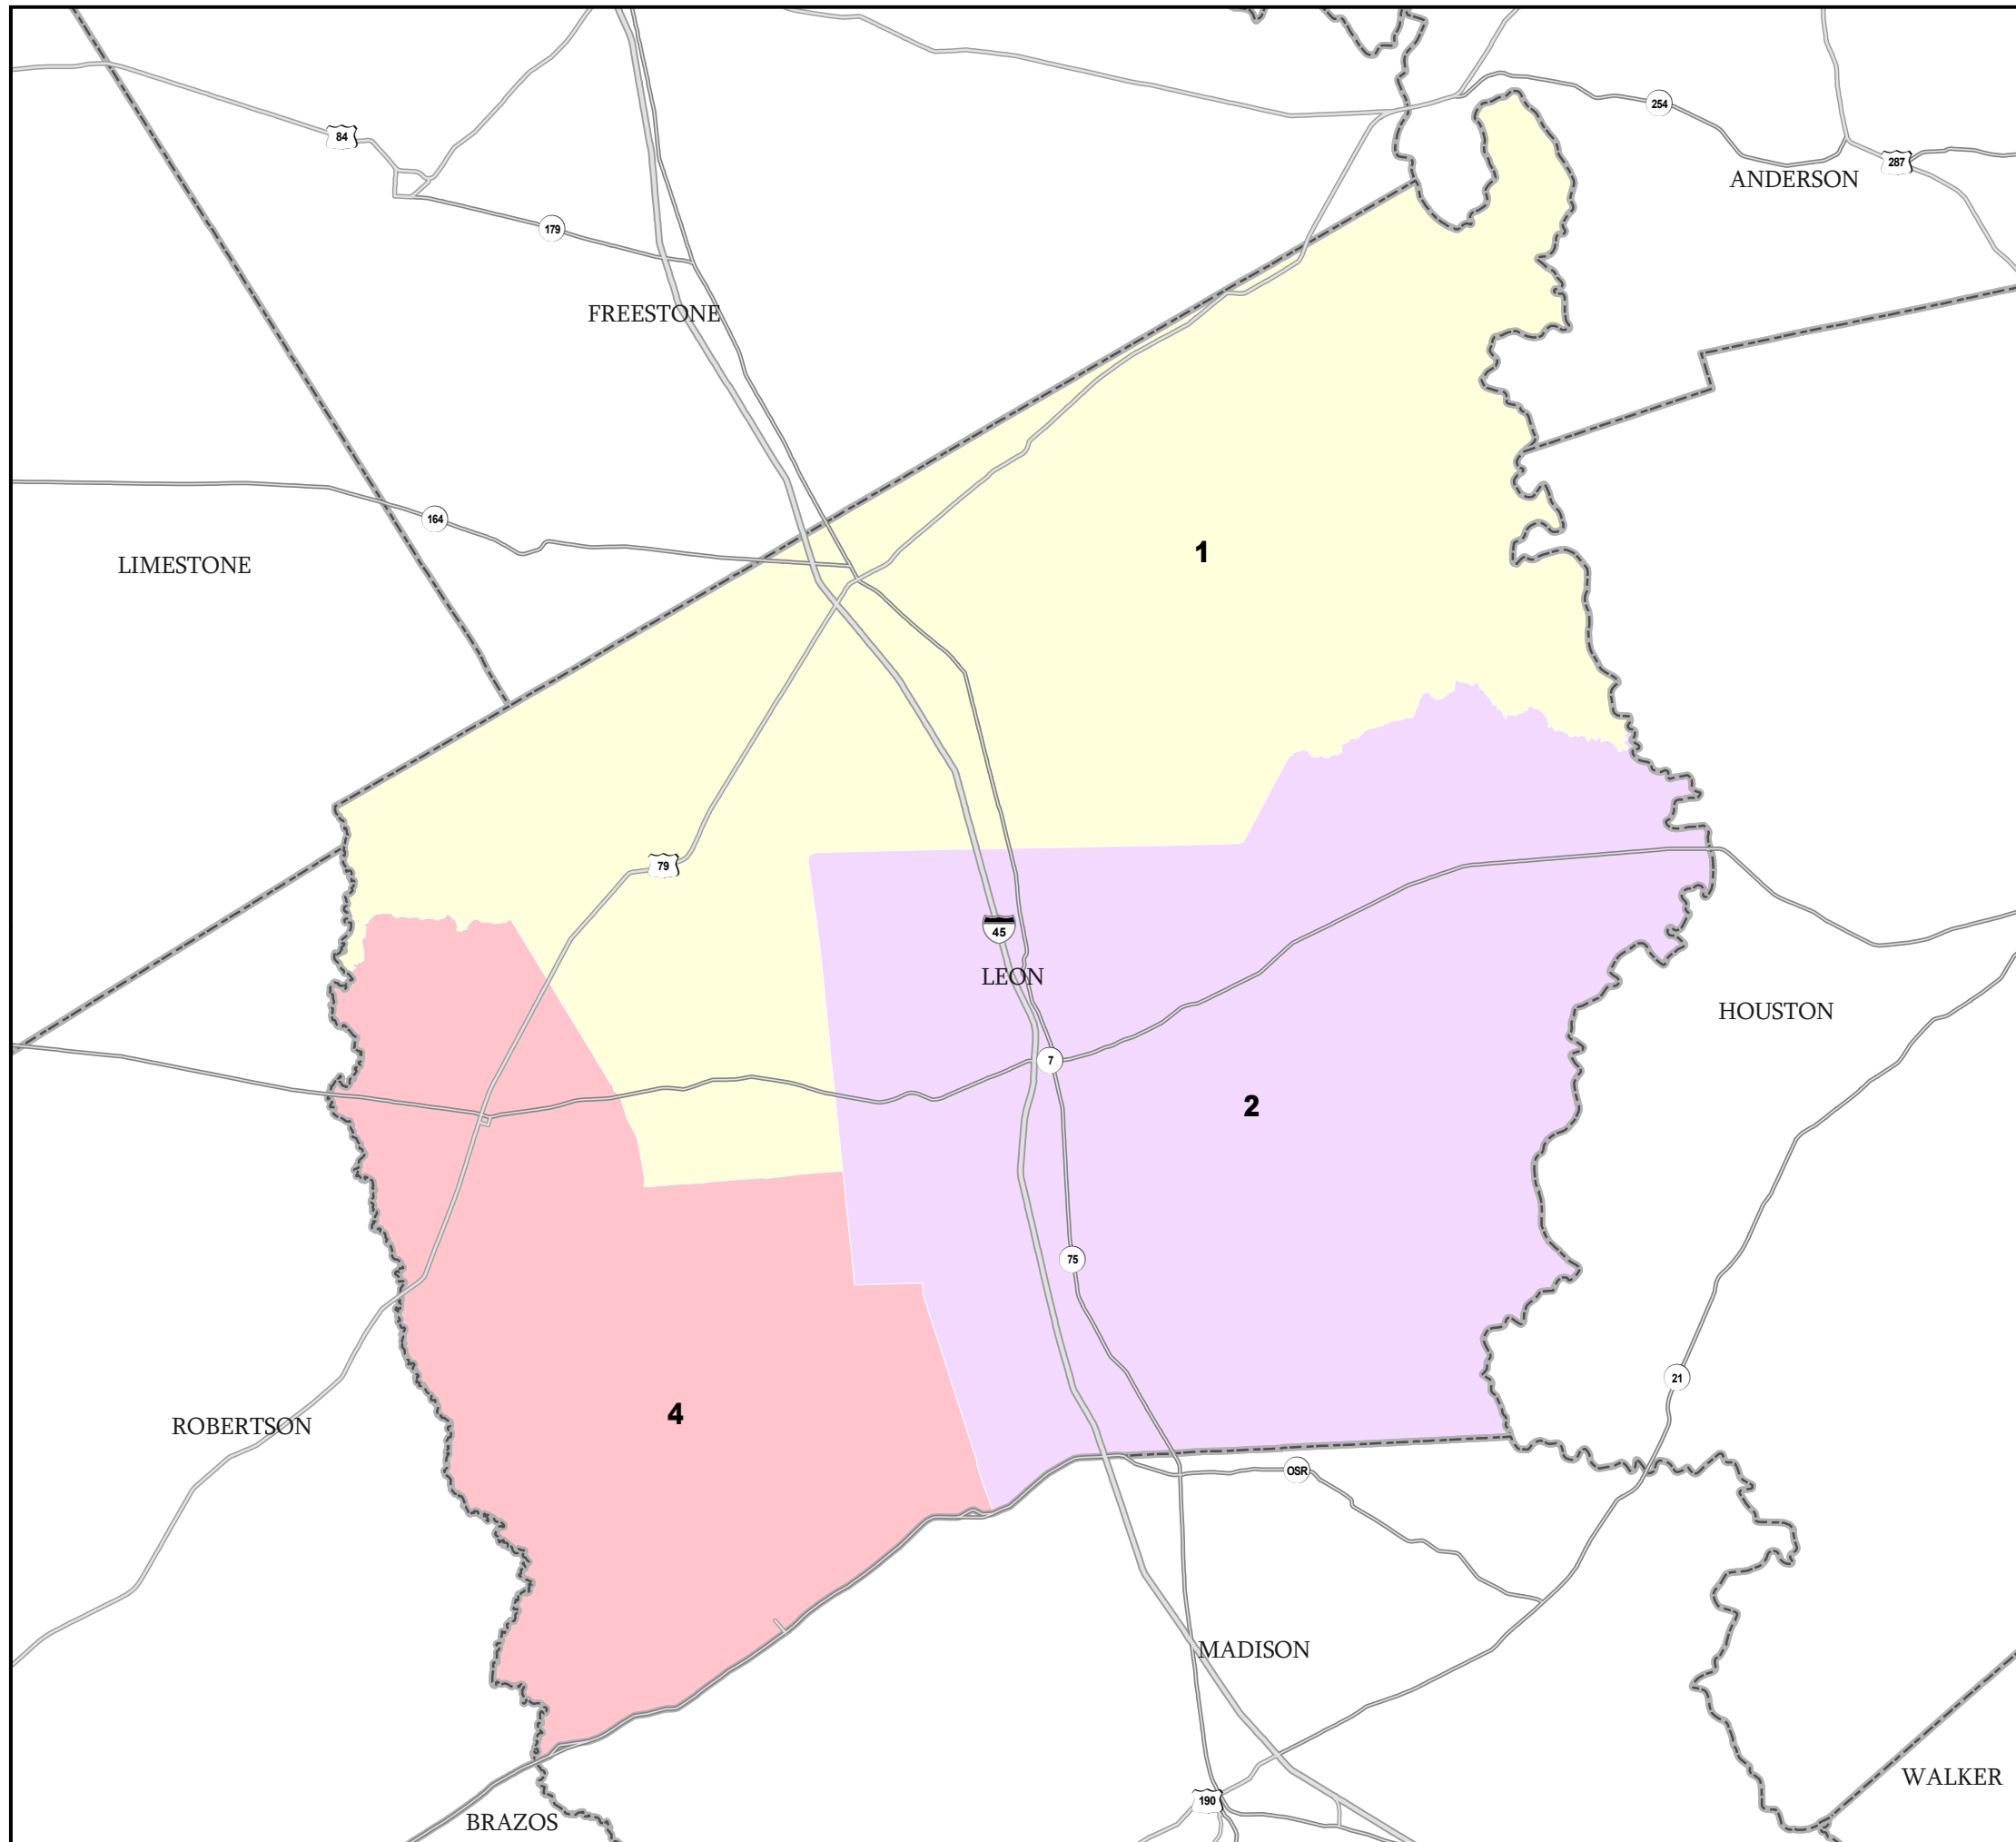 254
84
287
ANDERSON
179
FREESTONE
164
1
LIMESTONE
79
45
LEON
HOUSTON
7
2
75
21
4
ROBERTSON
OSR
MADISON
WALKER
190
BRAZOS